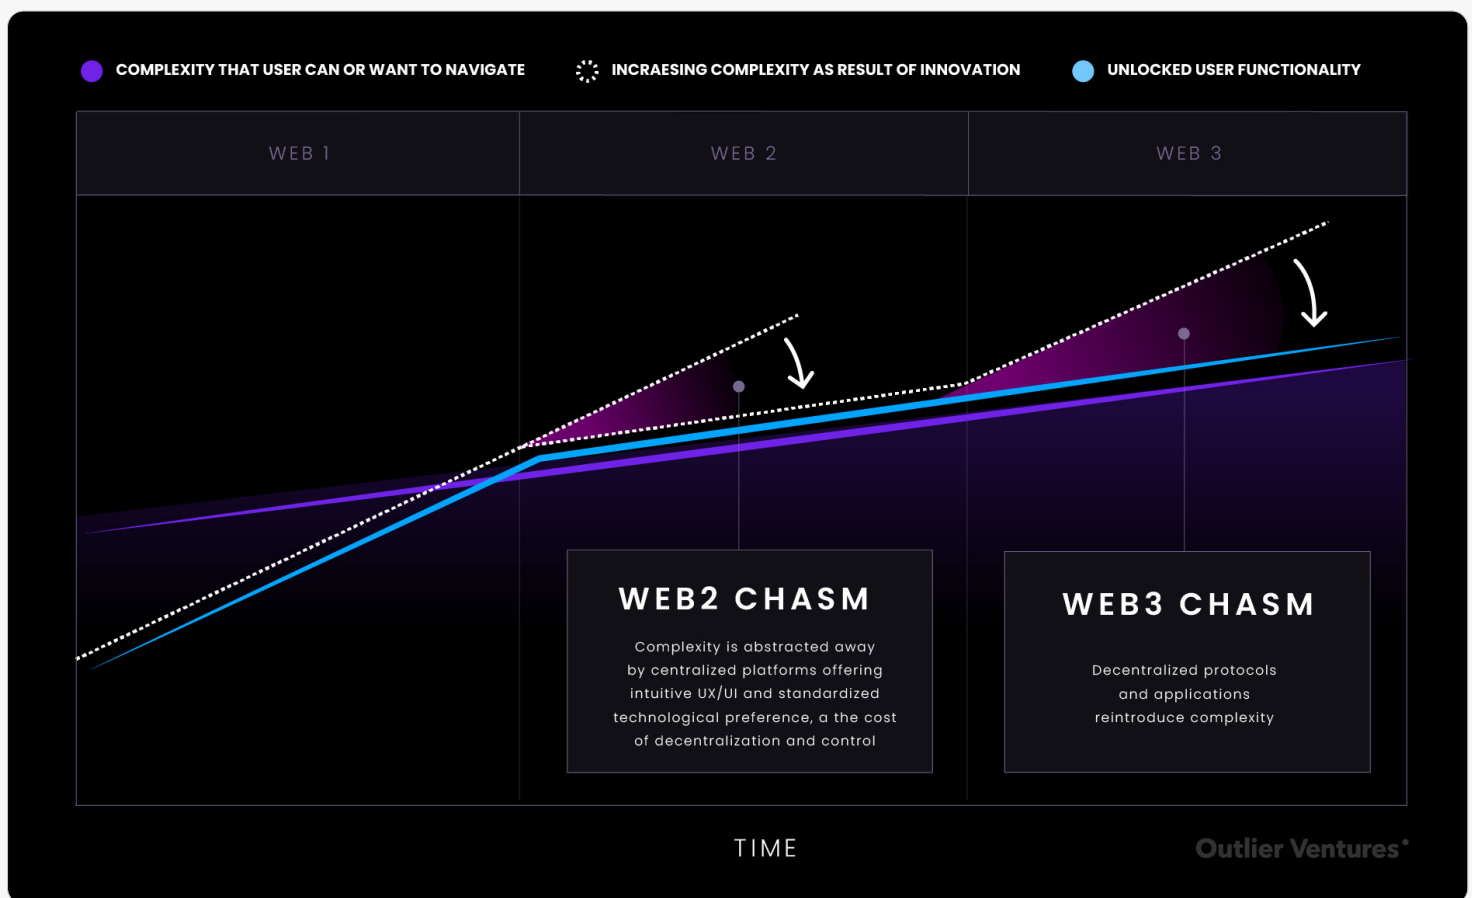 COMPLEXITY THAT USER CAN OR WANT TO NAVIGATE
INCRAESING COMPLEXITY AS RESULT OF INNOVATION
UNLOCKED USER FUNCTIONALITY
WEB 1
WEB 2
WEB 3
WEB2 CHASM
Complexity is abstracted away
by centralized platforms offering
intuitive UX/UI and standardized
technological preference, a the cost
of decentralization and control
WEB3 CHASM
Decentralized protocols
and applications
reintroduce complexity
TIME
Outlier Ventures